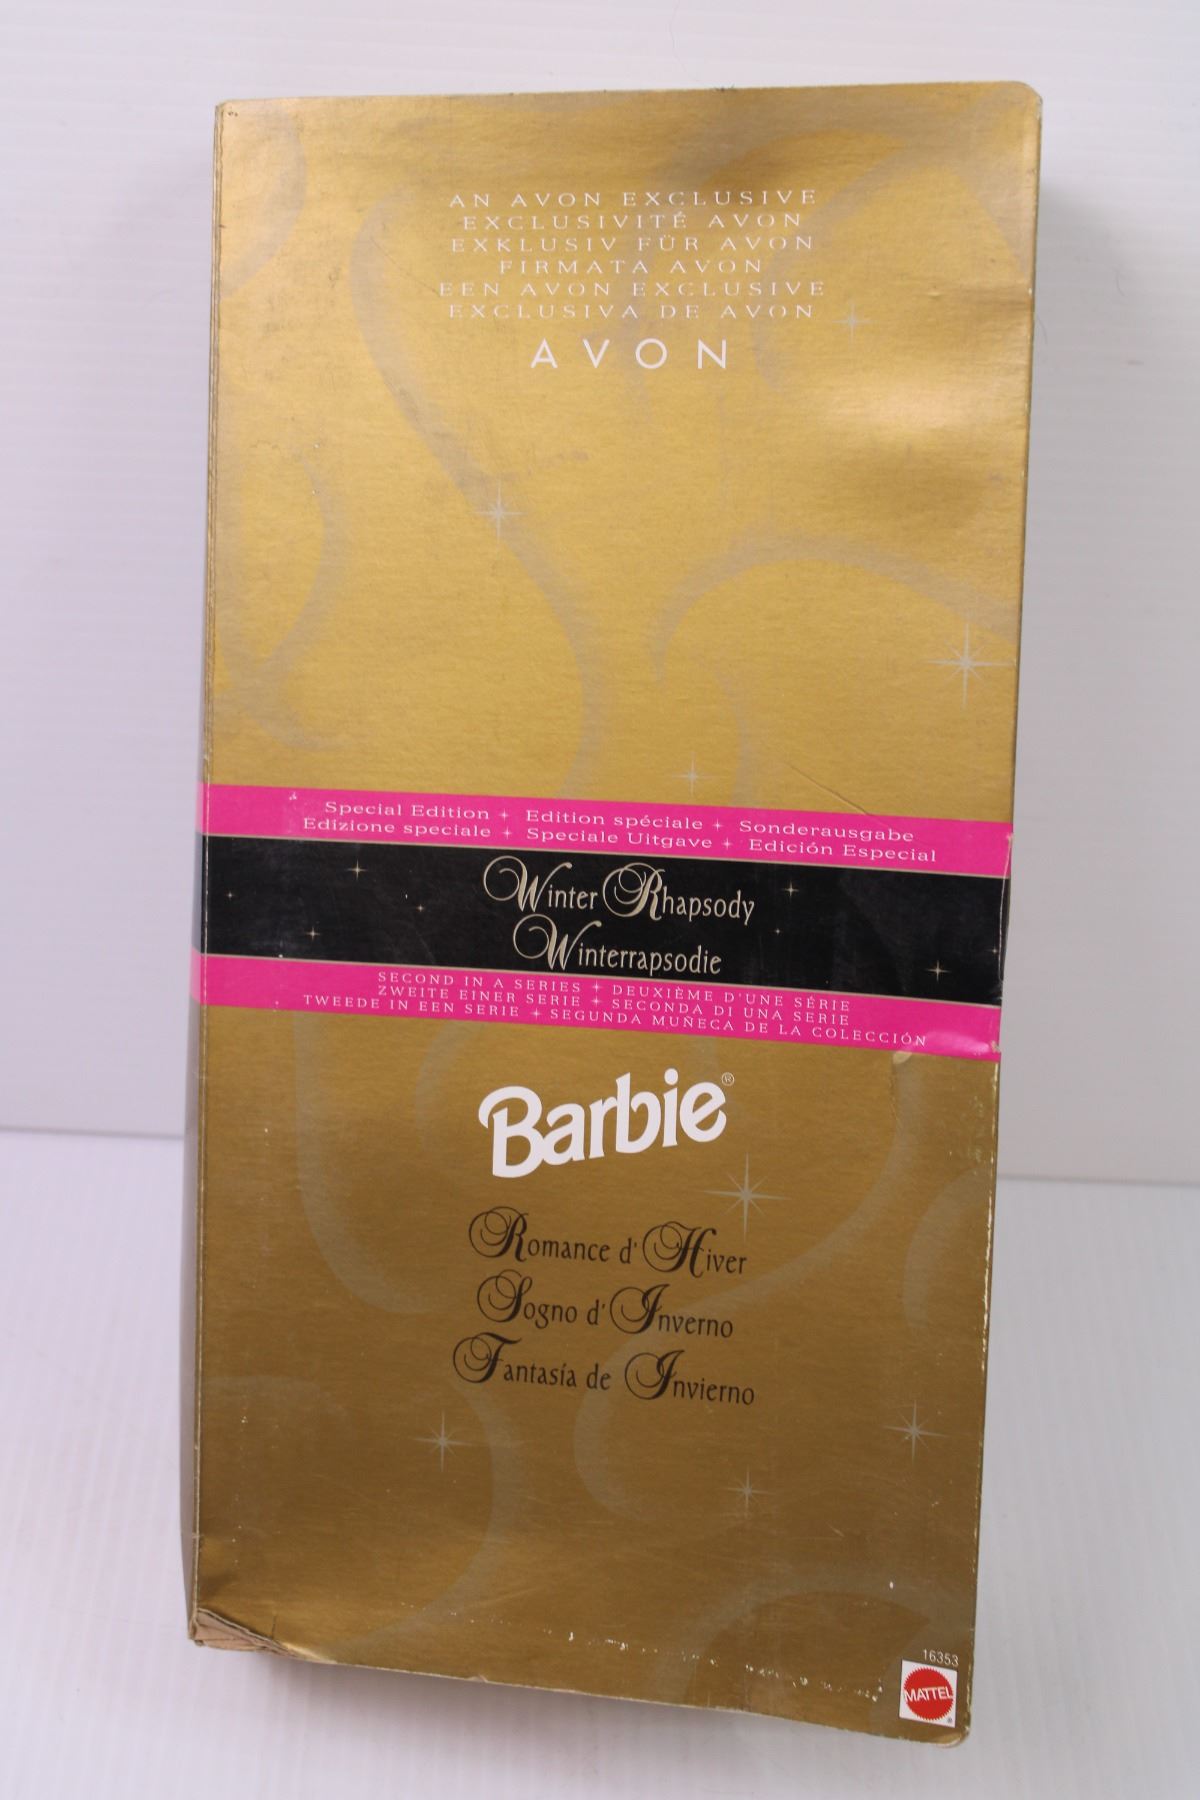 AN AVON EXCLUSIVE
EXCLUSIVITÉ AVON
EXKLUSIV FÜR AVON
FIRMATA AVON
EEN AVON EXCLUSIVE
EXCLUSIVA DE AVON
AVON
Special Edition + Edition spéciale + Sonderausgabe
Edizione speciale + Speciale Uitgave + Edición Especial
Winter Rhapsody
Winterrapsodie
SECOND IN A SERIES + DEUXIÈME D'UNE SÉRIE
ZWEITE EINER SERIE + SECONDA DI UNA SERIE
TWEEDE IN EEN SERIE + SEGUNDA MUÑECA DE LA COLECCIÓN
Barbie®
Romance d'Hiver
Sogno d'Inverno
Fantasía de Invierno
16353
MATTEL®